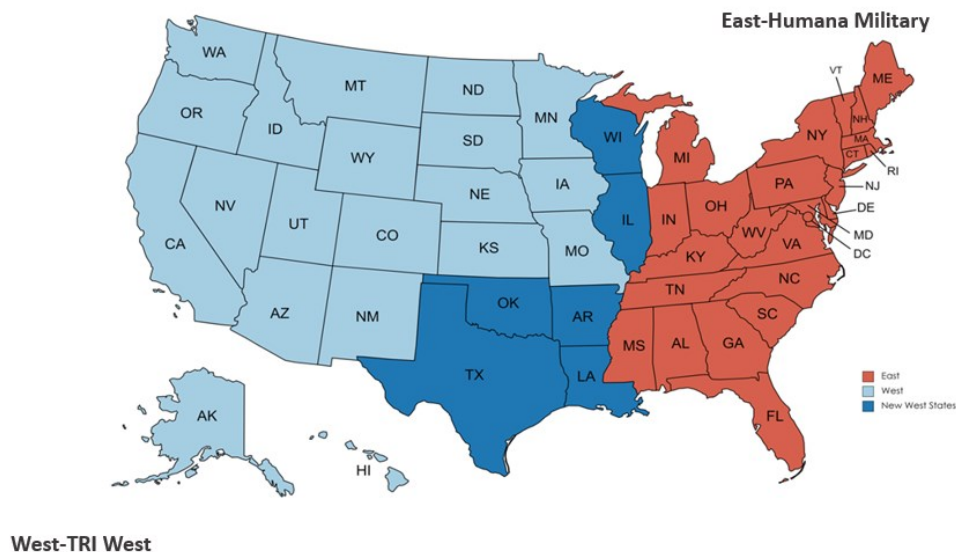 East-Humana Military
WA
MT
ND
MN
VT
ME
OR
ID
SD
WI
NY
NH
MA
CT
RI
WY
MI
IA
NE
PA
NJ
NV
UT
CO
IL
IN
OH
DE
MD
DC
CA
KS
MO
WV
VA
KY
NC
TN
AZ
NM
OK
AR
SC
MS
AL
GA
TX
LA
East
West
New West States
AK
FL
HI
West-TRI West